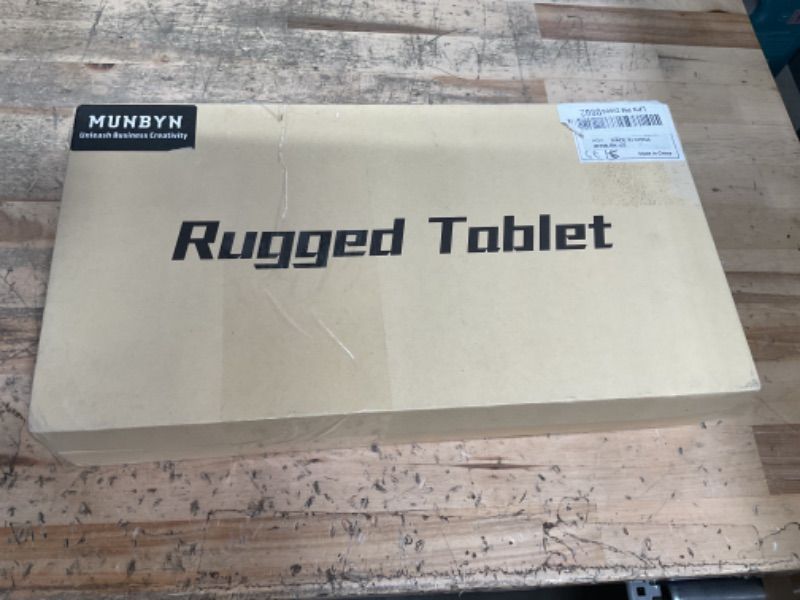 MUNBYN
Unleash Business Creativity
Rugged Tablet
Made in China